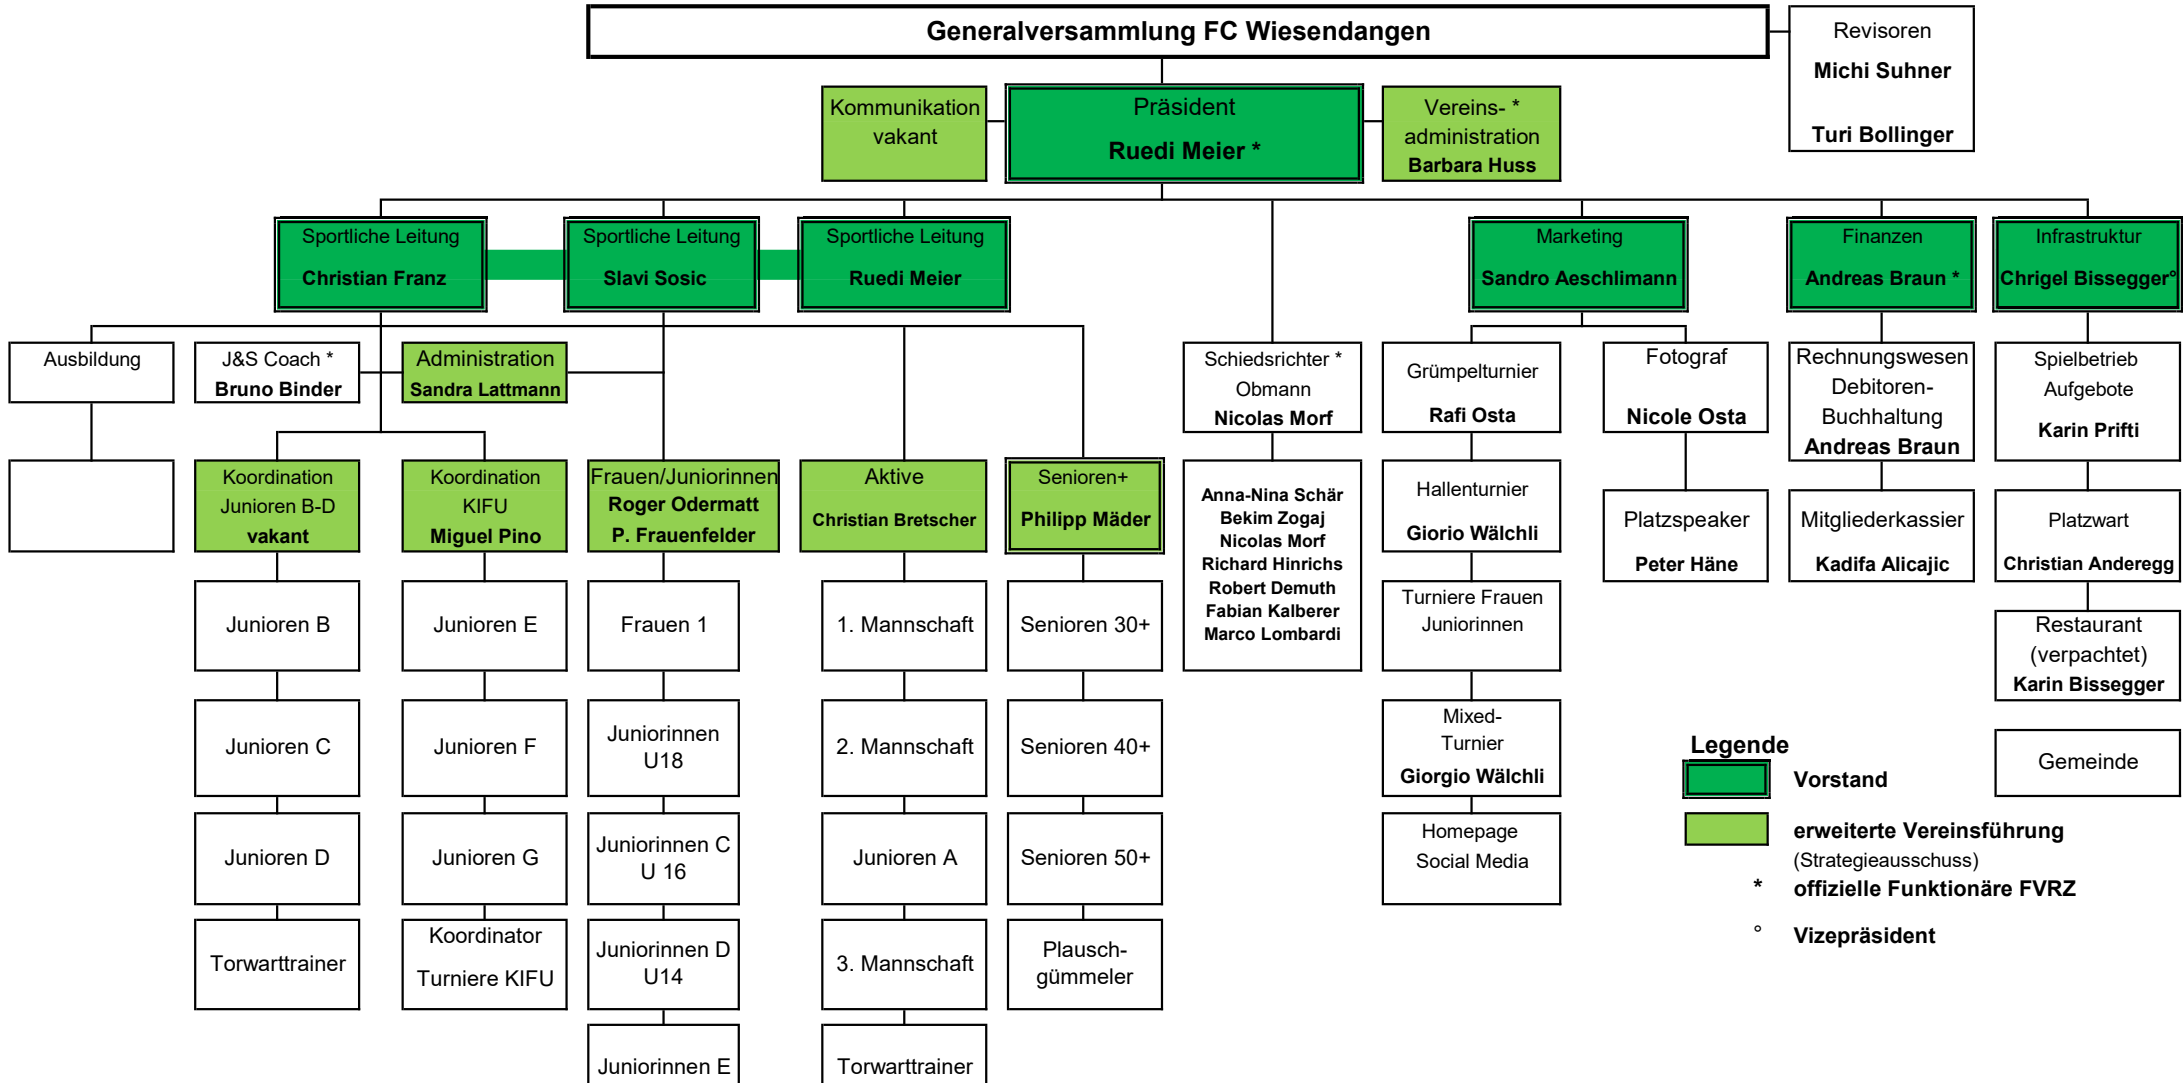 Generalversammlung FC Wiesendangen
Revisoren
Michi Suhner
Turi Bollinger
Kommunikation
vakant
Präsident
Ruedi Meier *
Vereins- *
administration
Barbara Huss
Sportliche Leitung
Christian Franz
Sportliche Leitung
Slavi Sosic
Sportliche Leitung
Ruedi Meier
Marketing
Sandro Aeschlimann
Finanzen
Andreas Braun *
Infrastruktur
Chrigel Bissegger°
Ausbildung
J&S Coach *
Bruno Binder
Administration
Sandra Lattmann
Schiedsrichter *
Obmann
Nicolas Morf
Grümpelturnier
Rafi Osta
Fotograf
Nicole Osta
Rechnungswesen
Debitoren-
Buchhaltung
Andreas Braun
Spielbetrieb
Aufgebote
Karin Prifti
Koordination
Junioren B-D
vakant
Koordination
KIFU
Miguel Pino
Frauen/Juniorinnen
Roger Odermatt
P. Frauenfelder
Aktive
Christian Bretscher
Senioren+
Philipp Mäder
Anna-Nina Schär
Bekim Zogaj
Nicolas Morf
Richard Hinrichs
Robert Demuth
Fabian Kalberer
Marco Lombardi
Hallenturnier
Giorio Wälchli
Platzspeaker
Peter Häne
Mitgliederkassier
Kadifa Alicajic
Platzwart
Christian Anderegg
Junioren B
Junioren E
Frauen 1
1. Mannschaft
Senioren 30+
Turniere Frauen
Juniorinnen
Restaurant
(verpachtet)
Karin Bissegger
Junioren C
Junioren F
Juniorinnen
U18
2. Mannschaft
Senioren 40+
Mixed-
Turnier
Giorgio Wälchli
Gemeinde
Junioren D
Junioren G
Juniorinnen C
U 16
Junioren A
Senioren 50+
Homepage
Social Media
Torwarttrainer
Koordinator
Turniere KIFU
Juniorinnen D
U14
3. Mannschaft
Plausch-
gümmeler
Juniorinnen E
Torwarttrainer
Legende
Vorstand
erweiterte Vereinsführung
(Strategieausschuss)
* offizielle Funktionäre FVRZ
° Vizepräsident